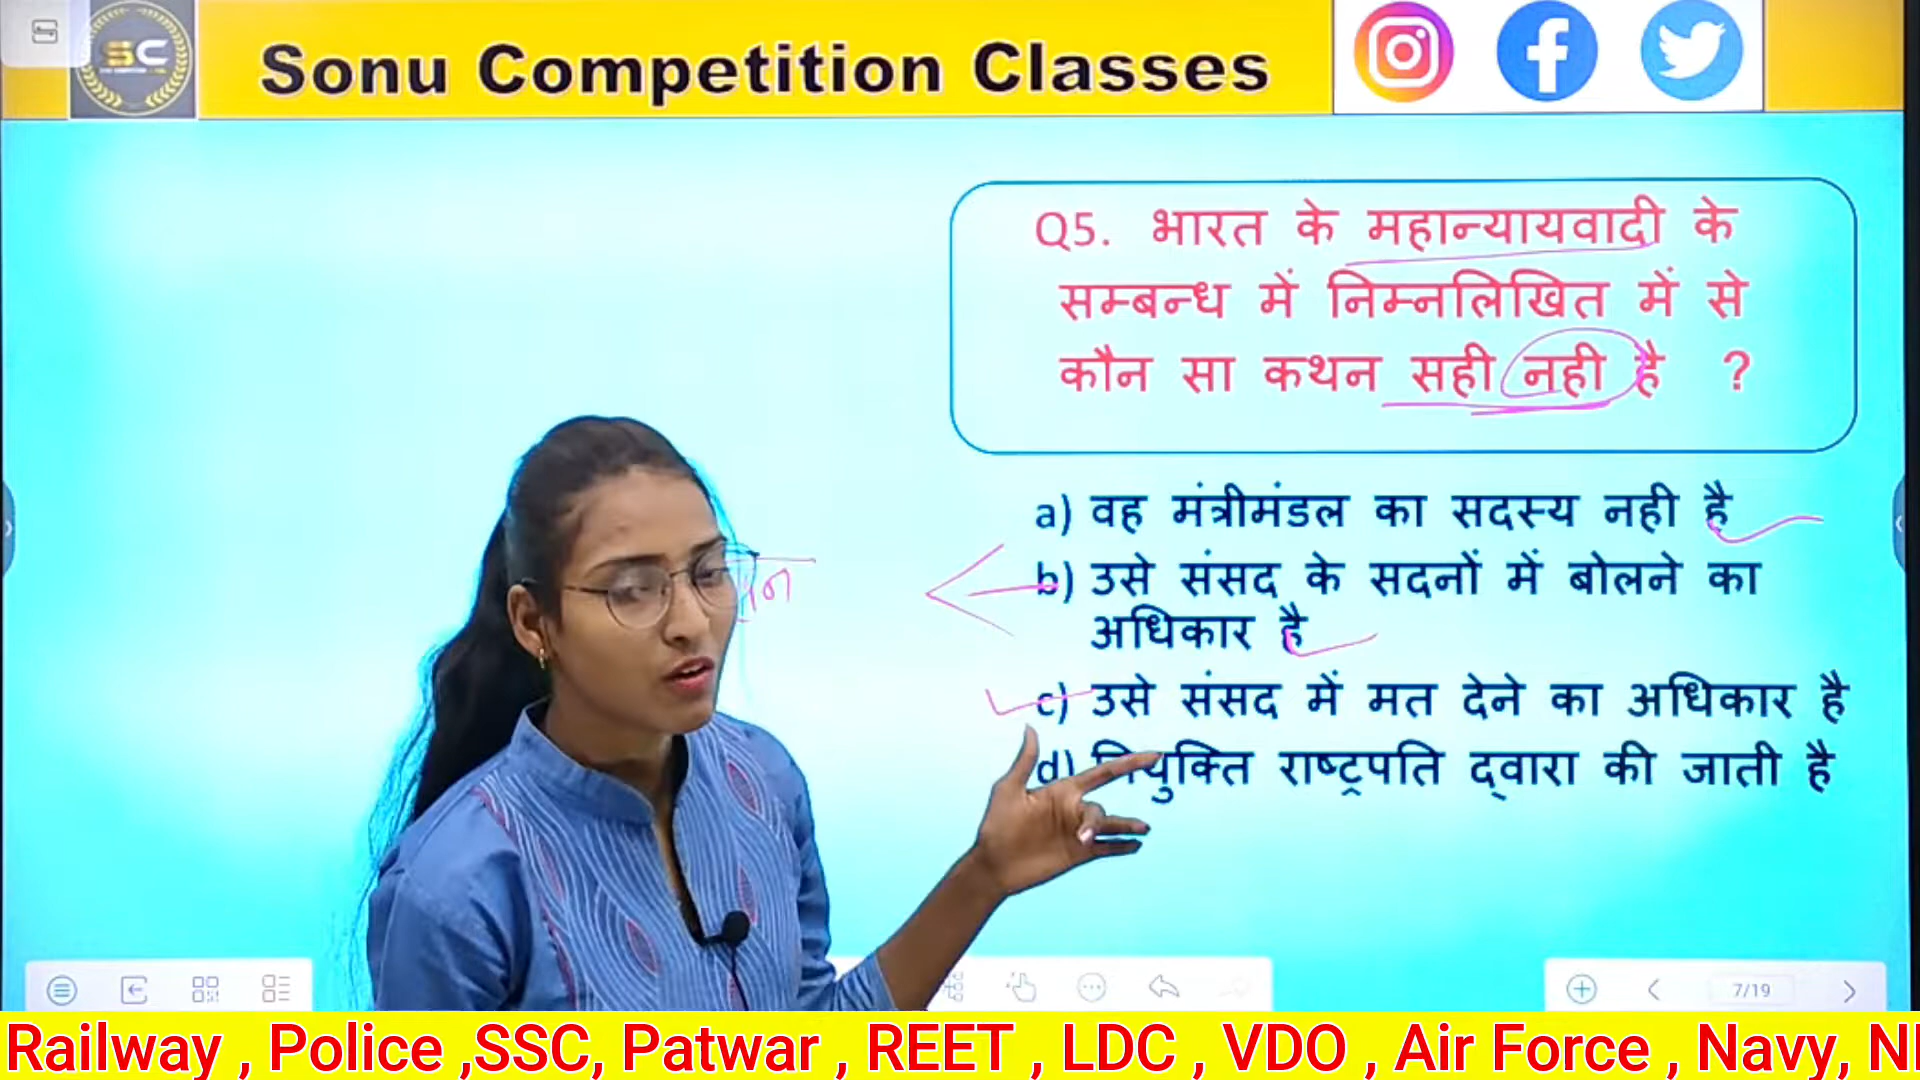 SC
Sonu Competition Classes
Q5. भारत के महान्यायवादी के
सम्बन्ध में निम्नलिखित में से
कौन सा कथन सही नही है ?
a) वह मंत्रीमंडल का सदस्य नही है
b) उसे संसद के सदनों में बोलने का
अधिकार है
c) उसे संसद में मत देने का अधिकार है
d) नियुक्ति राष्ट्रपति द्वारा की जाती है
7/19
Railway , Police ,SSC, Patwar , REET , LDC , VDO , Air Force , Navy,